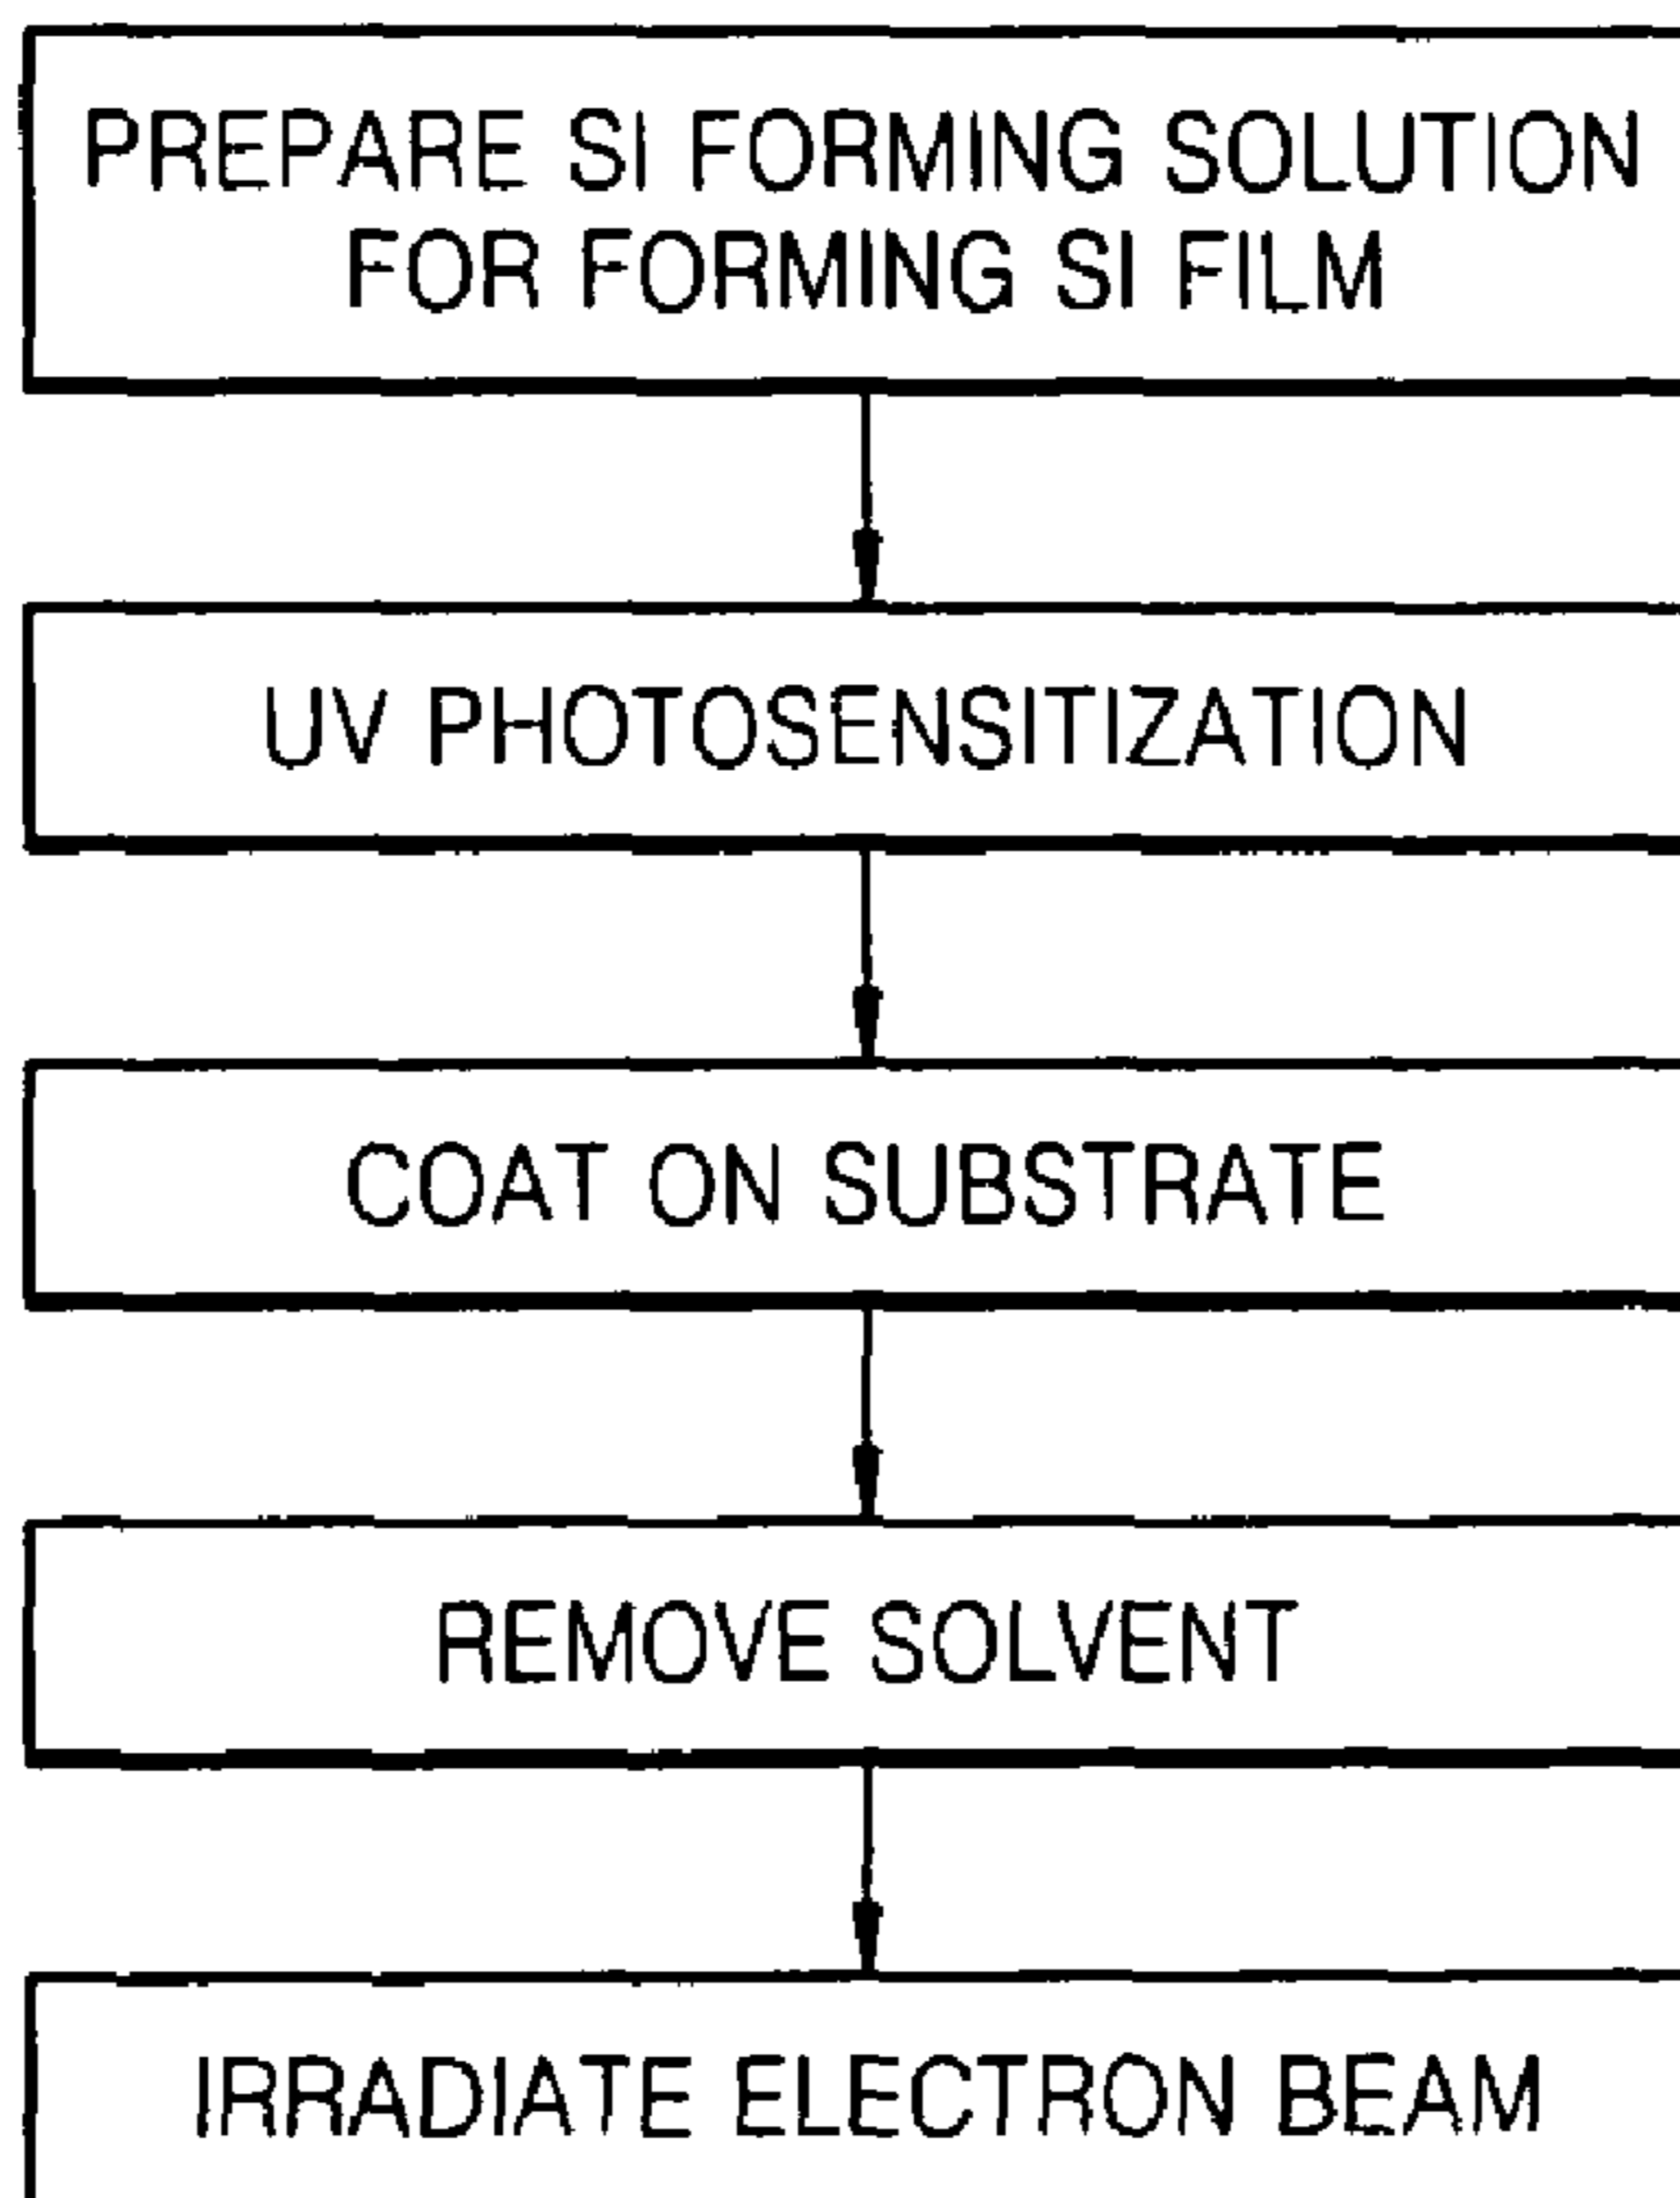 PREPARE SI FORMING SOLUTION
FOR FORMING SI FILM
UV PHOTOSENSITIZATION
COAT ON SUBSTRATE
REMOVE SOLVENT
IRRADIATE ELECTRON BEAM